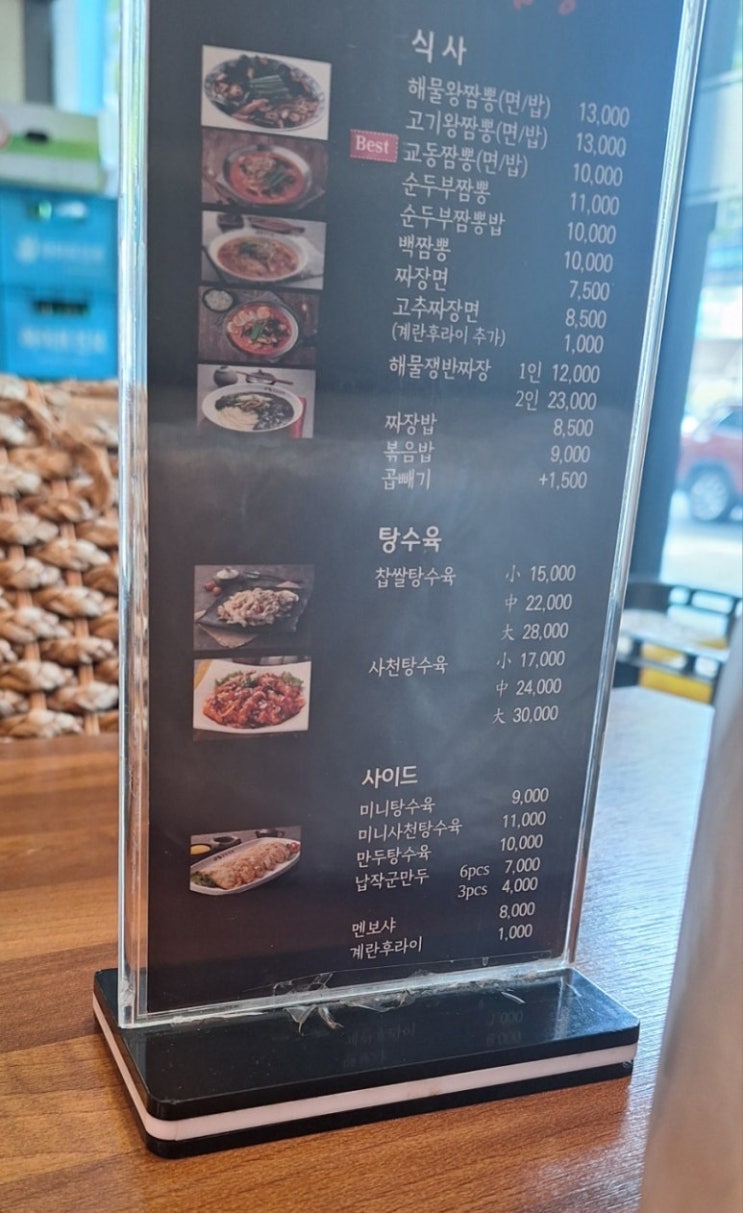 식사
해물왕짬뽕(면/밥) 13,000
고기왕짬뽕(면/밥) 13,000
Best 교동짬뽕(면/밥) 10,000
순두부짬뽕 11,000
순두부짬뽕밥 10,000
백짬뽕 10,000
짜장면 7,500
고추짜장면 8,500
(계란후라이 추가) 1,000
해물쟁반짜장 1인 12,000
2인 23,000
짜장밥 8,500
볶음밥 9,000
곱빼기 +1,500
탕수육
찹쌀탕수육 小 15,000
中 22,000
大 28,000
사천탕수육 小 17,000
中 24,000
大 30,000
사이드
미니탕수육 9,000
미니사천탕수육 11,000
만두탕수육 10,000
납작군만두 6pcs 7,000
3pcs 4,000
멘보샤 8,000
계란후라이 1,000